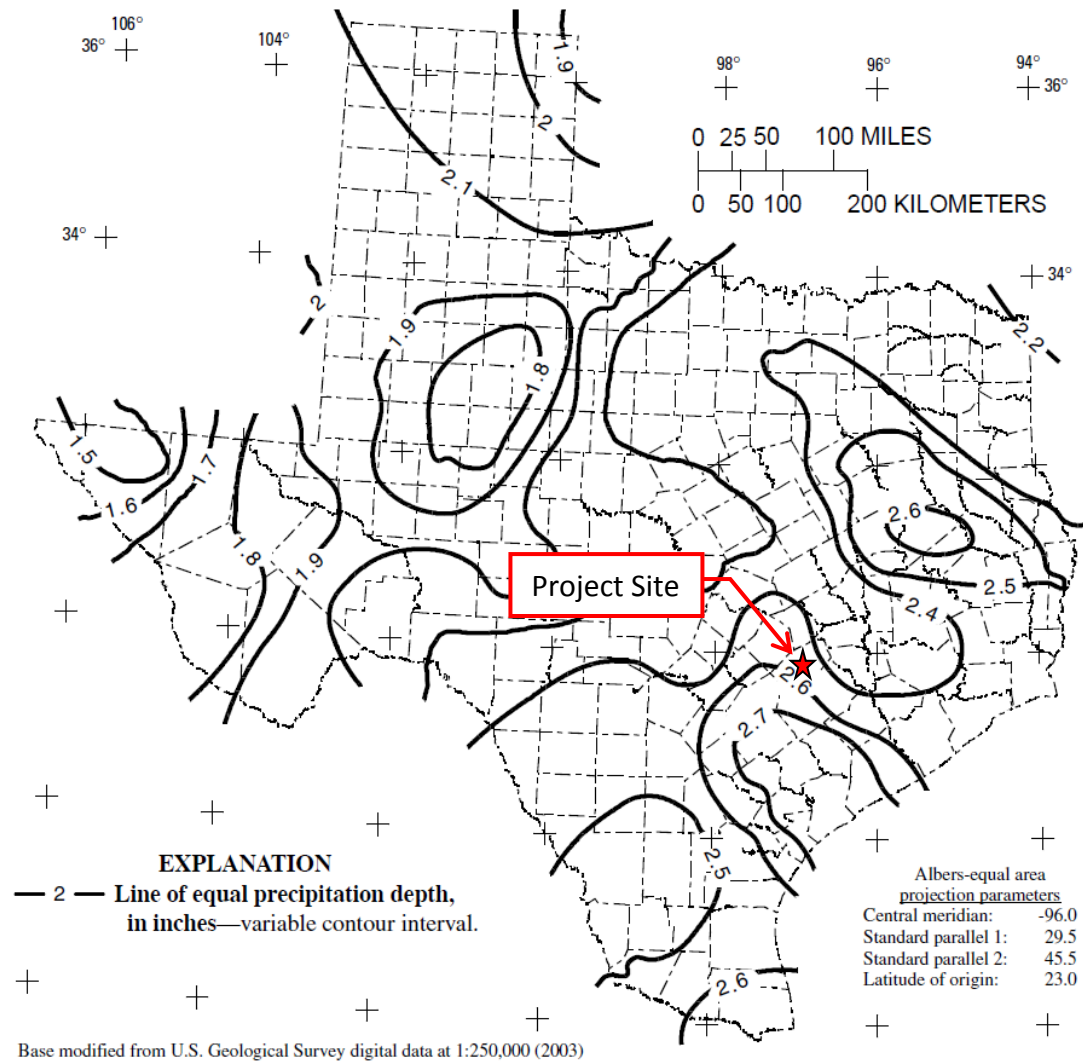 106°
36°
104°
98°
96°
94°
36°
1.9
2
2.1
0 25 50 100 MILES
0 50 100 200 KILOMETERS
34°
34°
2
1.9
1.8
2.2
1.5
1.7
1.6
2.6
1.8
1.9
Project Site
2.5
2.4
2.6
2.7
2.5
2.6
EXPLANATION
2 Line of equal precipitation depth,
in inches—variable contour interval.
Albers-equal area
projection parameters
Central meridian: -96.0
Standard parallel 1: 29.5
Standard parallel 2: 45.5
Latitude of origin: 23.0
Base modified from U.S. Geological Survey digital data at 1:250,000 (2003)